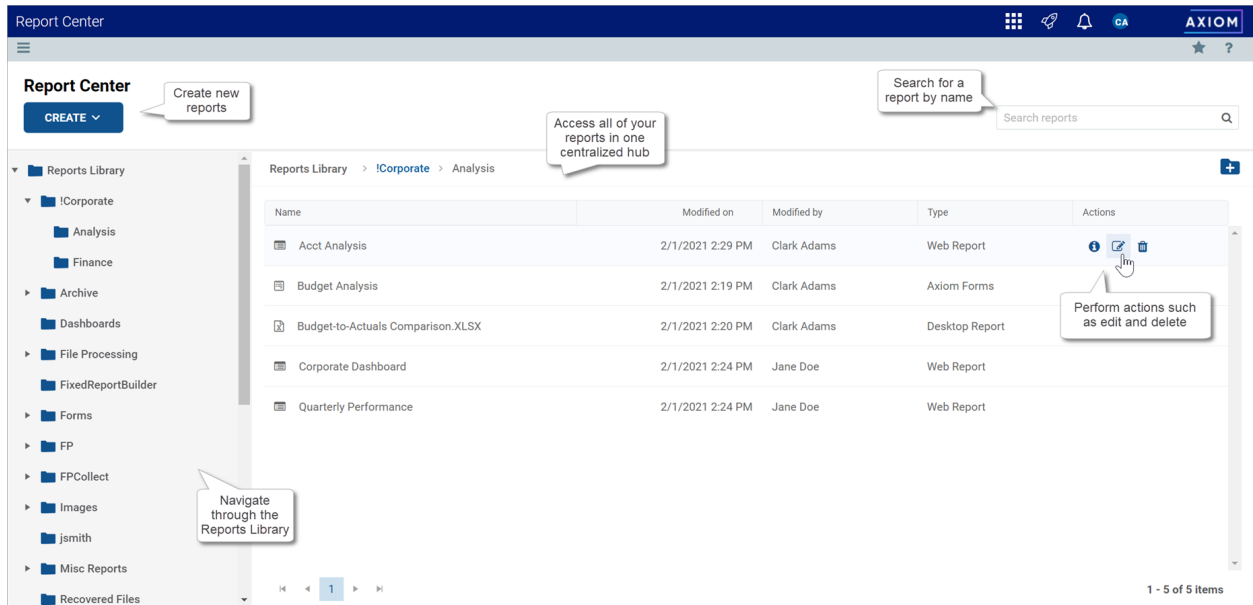 Report Center
CA
AXIOM
?
Report Center
CREATE
Create new
reports
Search for a
report by name
Search reports
Access all of your
reports in one
centralized hub
Reports Library
!Corporate
Analysis
Finance
Archive
Dashboards
File Processing
FixedReportBuilder
Forms
FP
FPCollect
Images
jsmith
Misc Reports
Recovered Files
Navigate
through the
Reports Library
Reports Library > !Corporate > Analysis
Name Modified on Modified by Type Actions
Acct Analysis 2/1/2021 2:29 PM Clark Adams Web Report
Budget Analysis 2/1/2021 2:19 PM Clark Adams Axiom Forms
Budget-to-Actuals Comparison.XLSX 2/1/2021 2:20 PM Clark Adams Desktop Report
Corporate Dashboard 2/1/2021 2:24 PM Jane Doe Web Report
Quarterly Performance 2/1/2021 2:24 PM Jane Doe Web Report
Perform actions such
as edit and delete
1
1 - 5 of 5 items